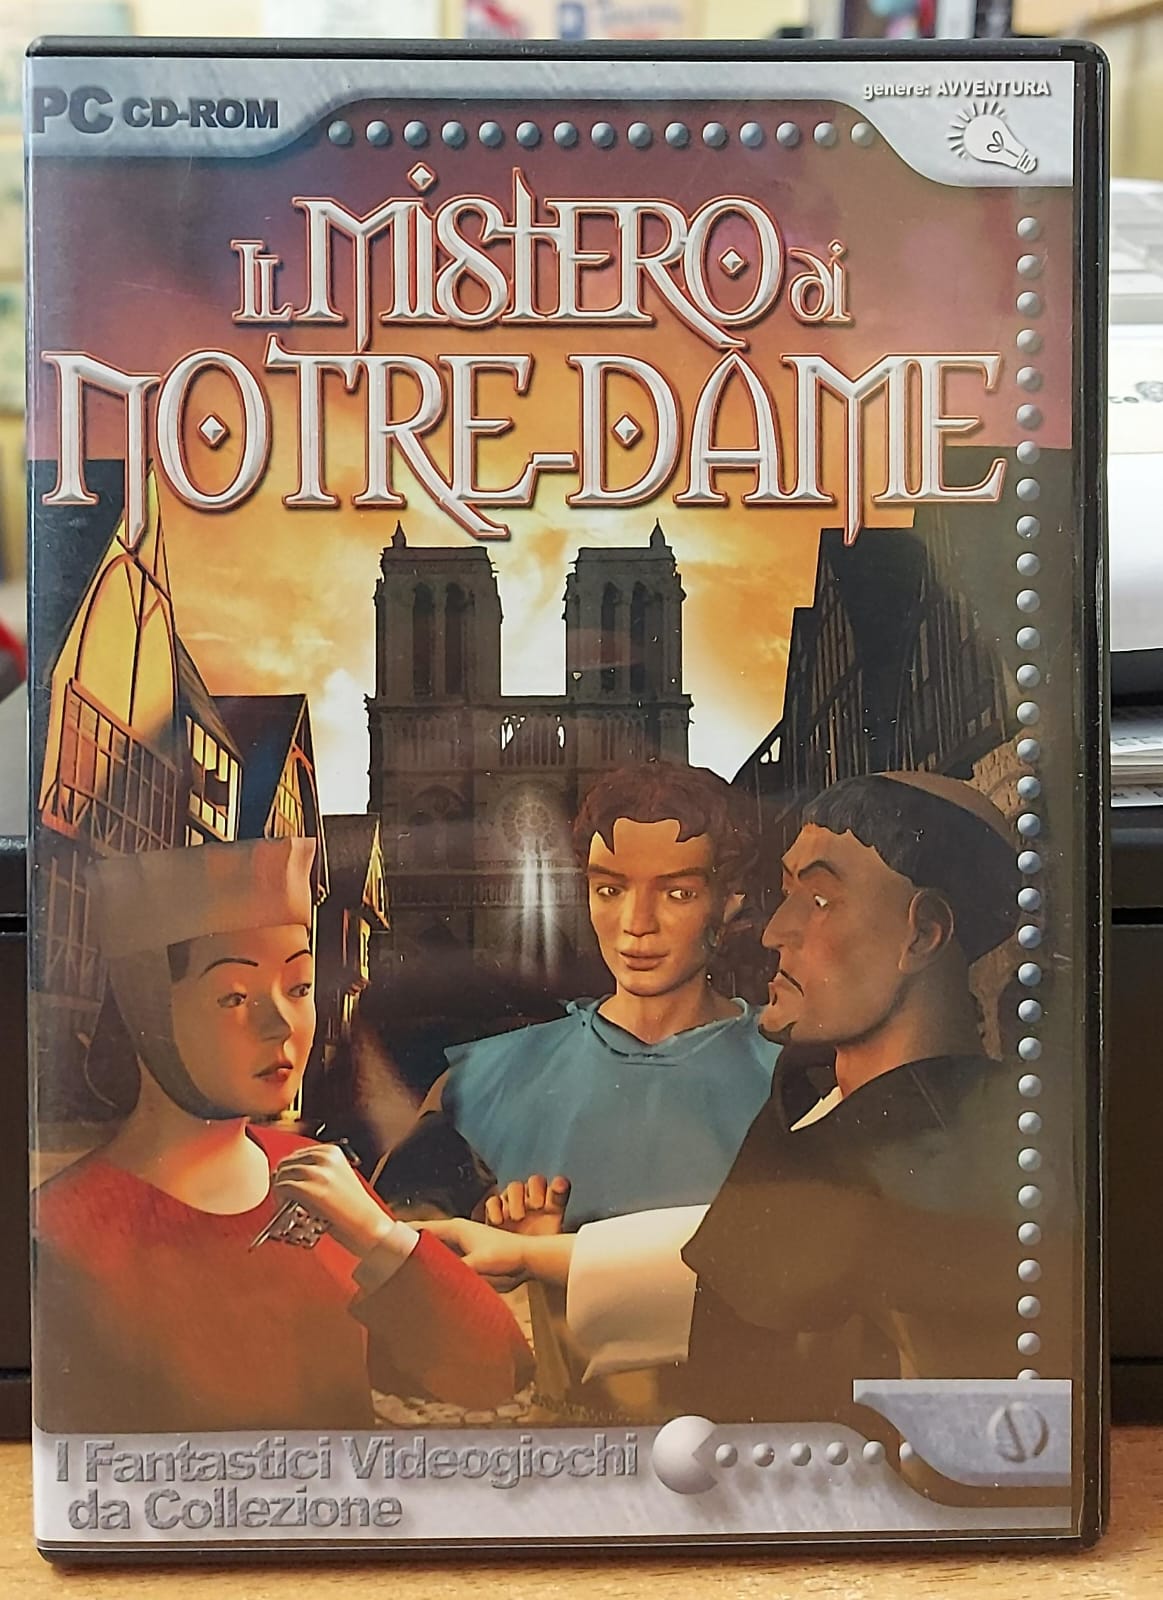 PC CD-ROM
genere: AVVENTURA
IL MISTERO di
NOTRE-DAME
I Fantastici Videogiochi
da Collezione